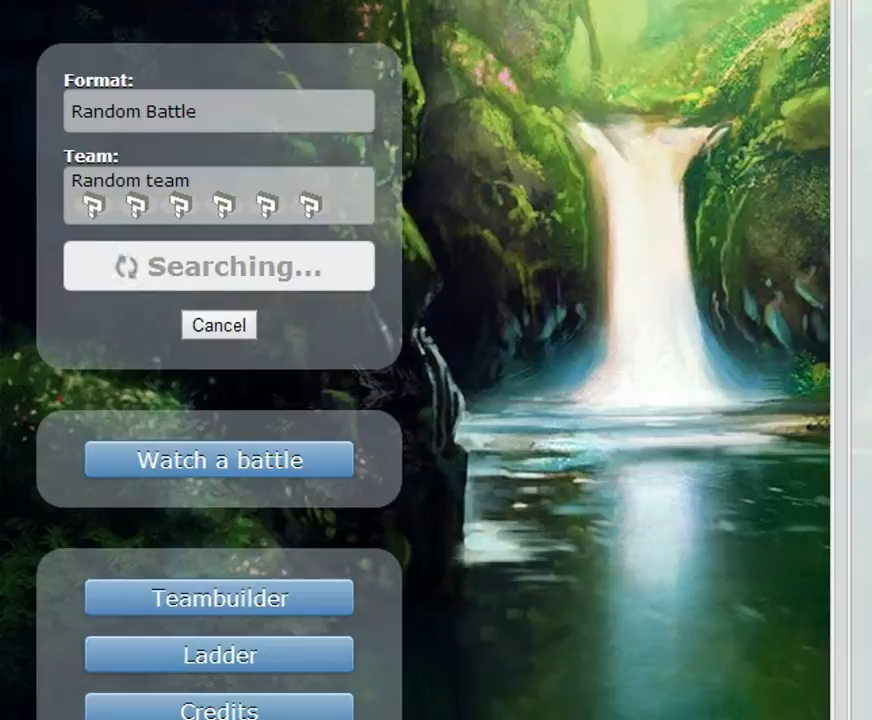 Format:
Random Battle
Team:
Random team
? ? ? ? ? ?
Searching...
Cancel
Watch a battle
Teambuilder
Ladder
Credits